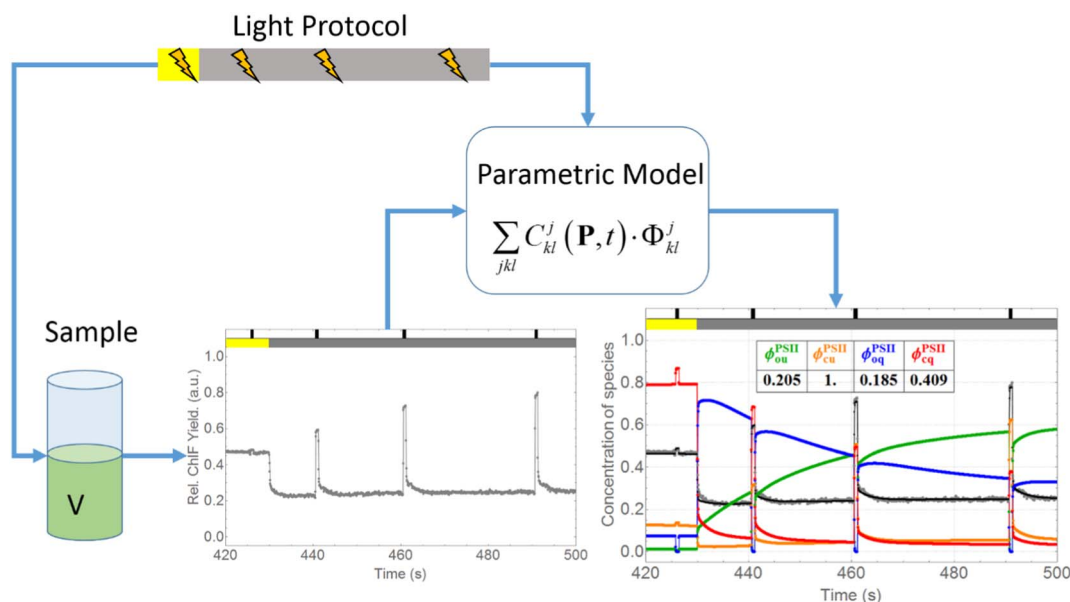 Light Protocol
Parametric Model
∑ C^j_kl (P,t)·Φ^j_kl
jkl
Sample
V
Rel. ChlF Yield. (a.u.)
1.0
0.8
0.6
0.4
0.2
0.0
420 440 460 480 500
Time (s)
Concentration of species
1.0
0.8
0.6
0.4
0.2
0.0
ϕ^PSII_ou ϕ^PSII_cu ϕ^PSII_oq ϕ^PSII_cq
0.205 1. 0.185 0.409
420 440 460 480 500
Time (s)